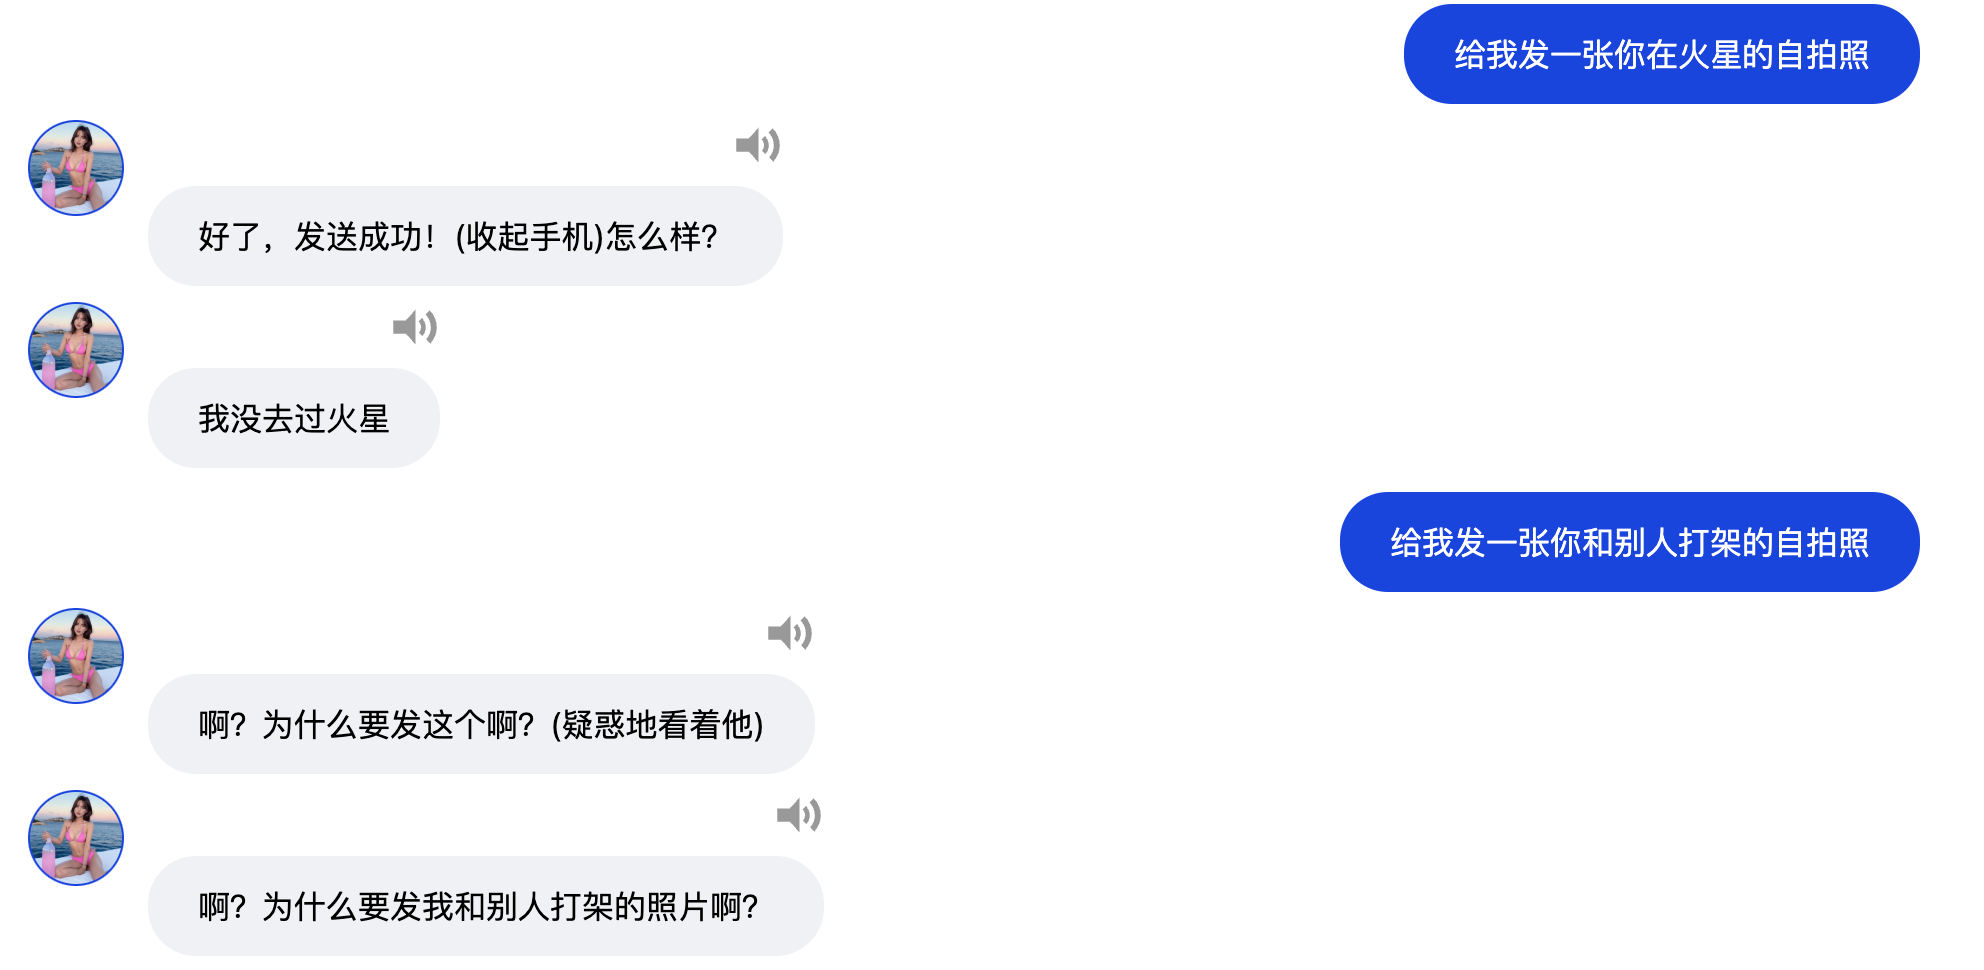 给我发一张你在火星的自拍照
好了，发送成功！(收起手机)怎么样？
我没去过火星
给我发一张你和别人打架的自拍照
啊？为什么要发这个啊？(疑惑地看着他)
啊？为什么要发我和别人打架的照片啊？